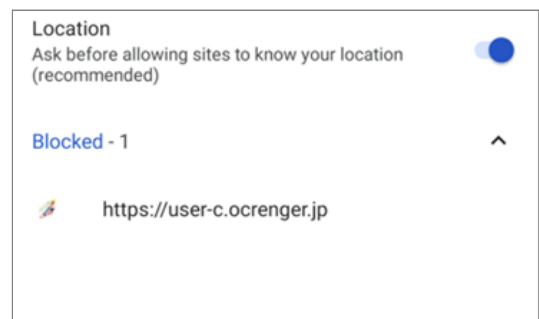 Location
Ask before allowing sites to know your location
(recommended)
Blocked - 1
https://user-c.ocrenger.jp